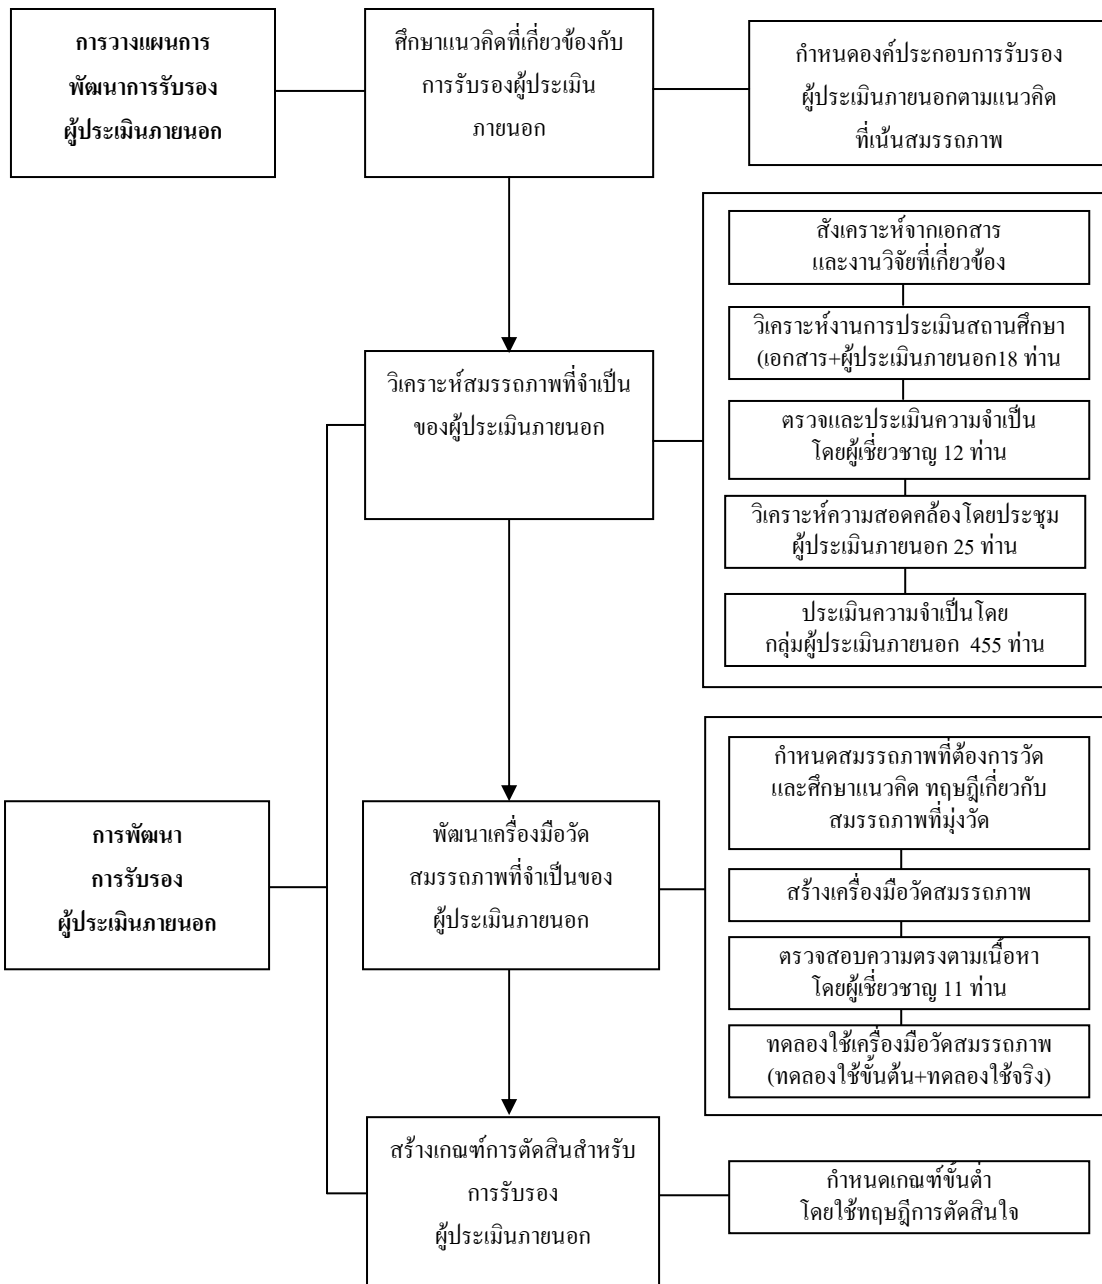 การวางแผนการ
พัฒนาการรับรอง
ผู้ประเมินภายนอก
ศึกษาแนวคิดที่เกี่ยวข้องกับ
การรับรองผู้ประเมิน
ภายนอก
กำหนดองค์ประกอบการรับรอง
ผู้ประเมินภายนอกตามแนวคิด
ที่เน้นสมรรถภาพ
วิเคราะห์สมรรถภาพที่จำเป็น
ของผู้ประเมินภายนอก
สังเคราะห์จากเอกสาร
และงานวิจัยที่เกี่ยวข้อง
วิเคราะห์งานการประเมินสถานศึกษา
(เอกสาร+ผู้ประเมินภายนอก18 ท่าน
ตรวจและประเมินความจำเป็น
โดยผู้เชี่ยวชาญ 12 ท่าน
วิเคราะห์ความสอดคล้องโดยประชุม
ผู้ประเมินภายนอก 25 ท่าน
ประเมินความจำเป็นโดย
กลุ่มผู้ประเมินภายนอก 455 ท่าน
การพัฒนา
การรับรอง
ผู้ประเมินภายนอก
พัฒนาเครื่องมือวัด
สมรรถภาพที่จำเป็นของ
ผู้ประเมินภายนอก
กำหนดสมรรถภาพที่ต้องการวัด
และศึกษาแนวคิด ทฤษฎีเกี่ยวกับ
สมรรถภาพที่มุ่งวัด
สร้างเครื่องมือวัดสมรรถภาพ
ตรวจสอบความตรงตามเนื้อหา
โดยผู้เชี่ยวชาญ 11 ท่าน
ทดลองใช้เครื่องมือวัดสมรรถภาพ
(ทดลองใช้ขั้นต้น+ทดลองใช้จริง)
สร้างเกณฑ์การตัดสินสำหรับ
การรับรอง
ผู้ประเมินภายนอก
กำหนดเกณฑ์ขั้นต่ำ
โดยใช้ทฤษฎีการตัดสินใจ